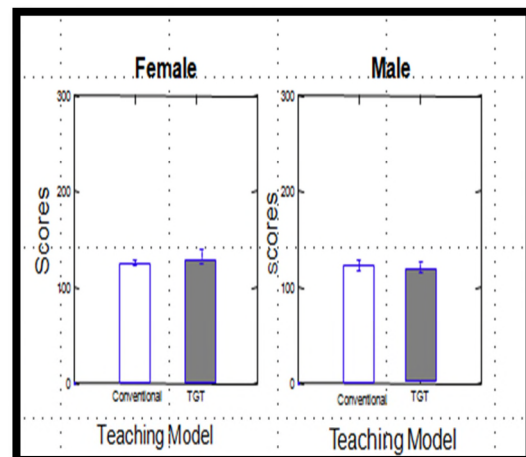 Female
300
200
100
0
Scores
Conventional TGT
Teaching Model
Male
300
200
100
0
scores
Conventional TGT
Teaching Model